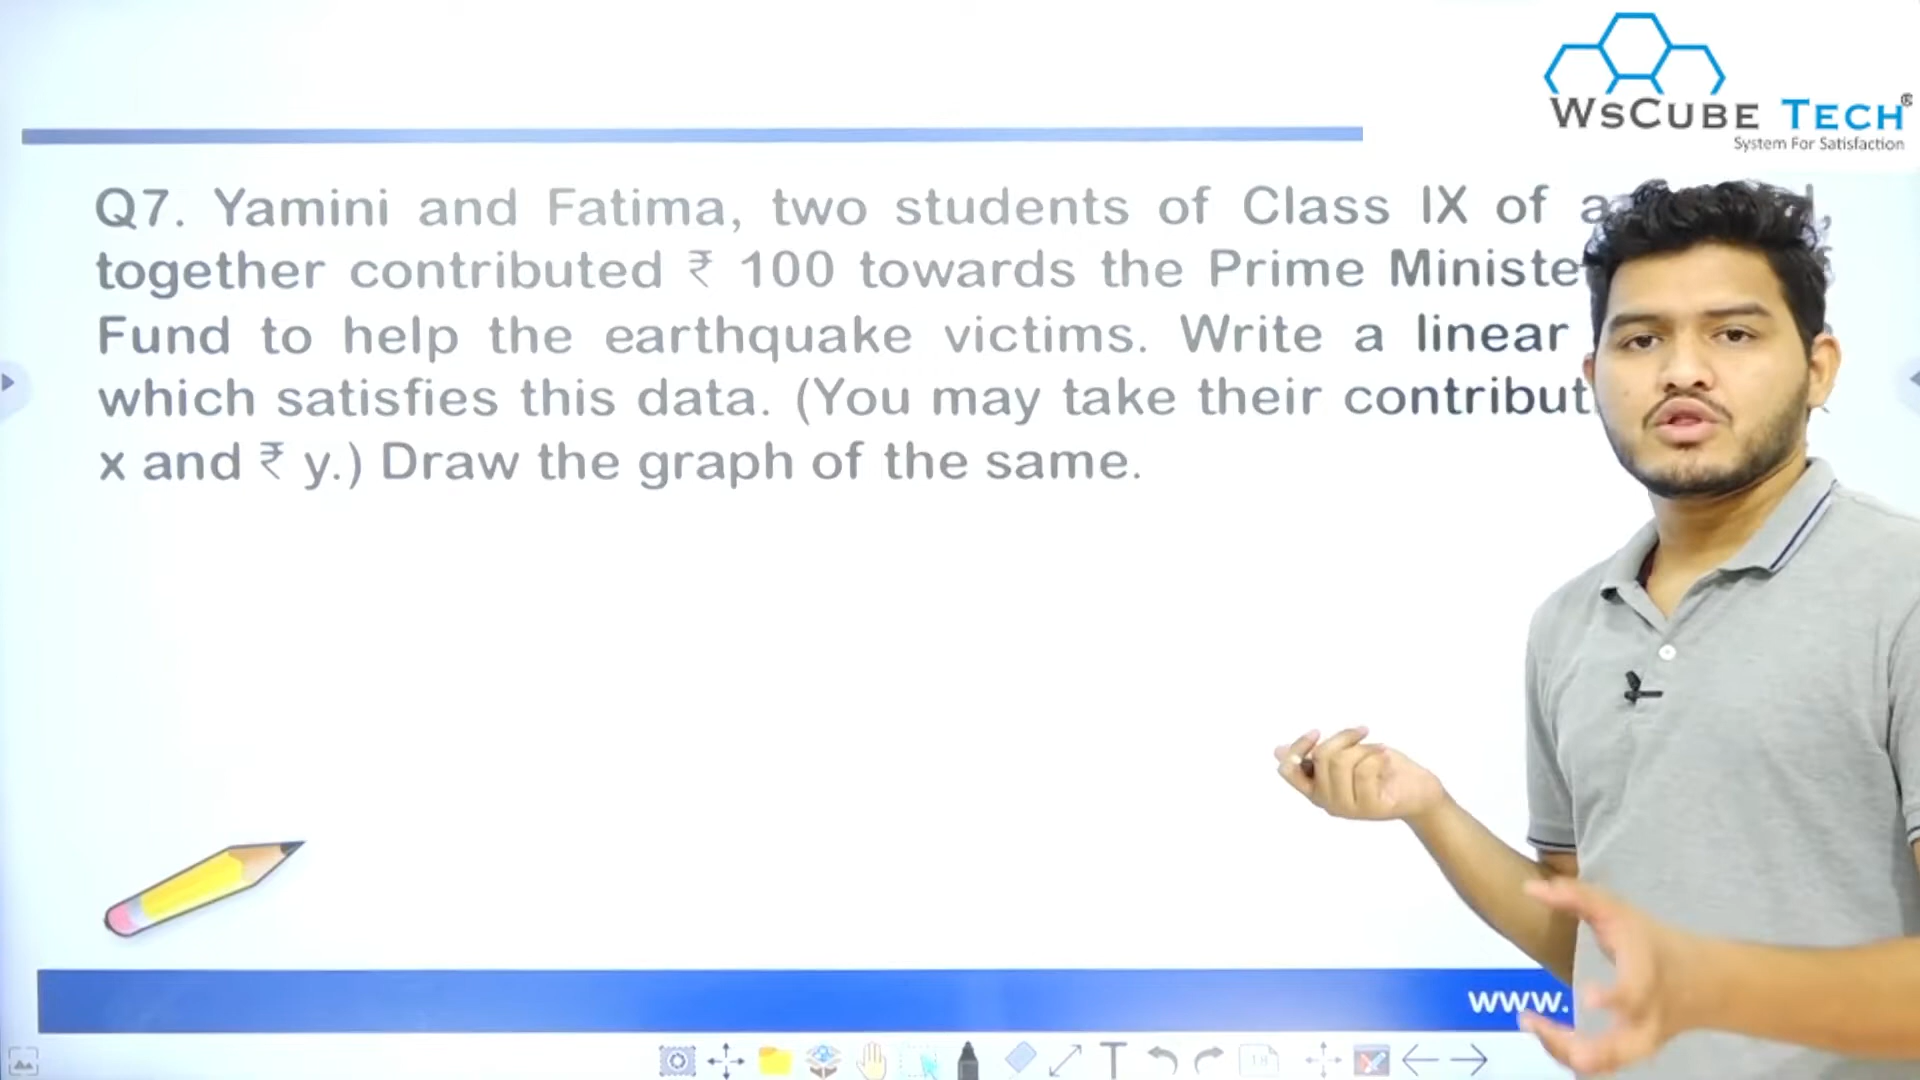 WSCUBE TECH®
System For Satisfaction
Q7. Yamini and Fatima, two students of Class IX of a
together contributed ₹ 100 towards the Prime
Fund to help the earthquake victims. Write a linear
which satisfies this data. (You may take their
x and ₹ y.) Draw the graph of the same.
www.
T